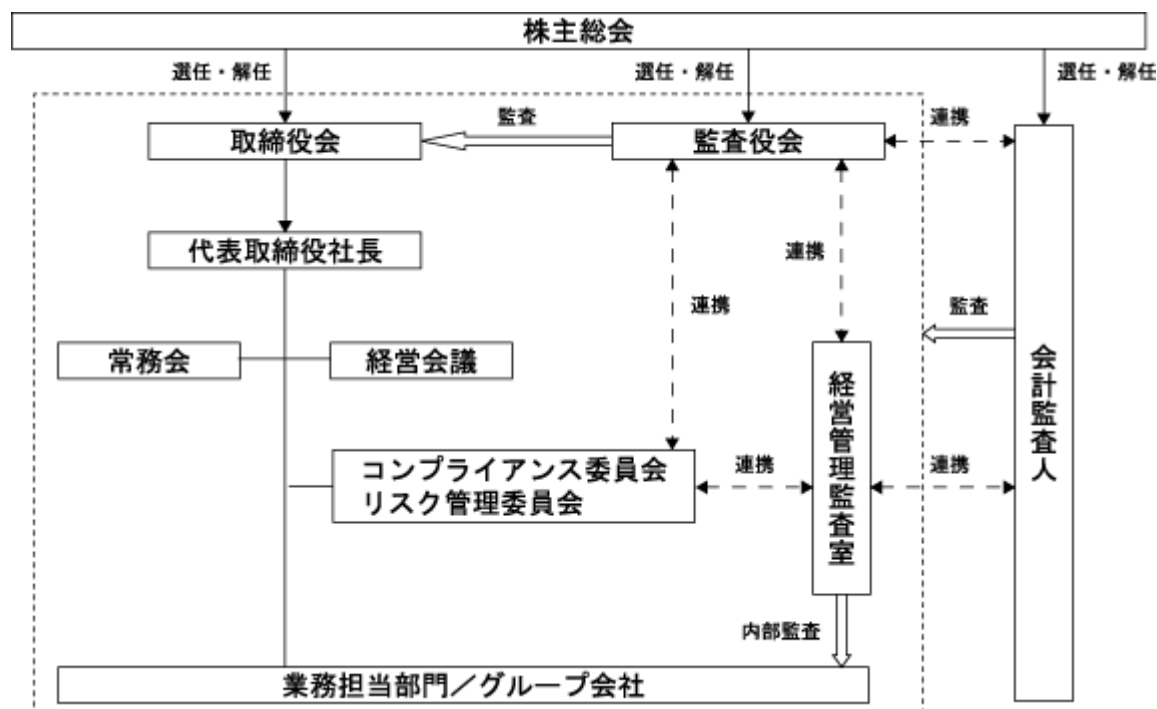 株主総会
選任・解任
選任・解任
選任・解任
取締役会
監査
監査役会
連携
代表取締役社長
連携
連携
監査
常務会
経営会議
経営管理監査室
会計監査人
コンプライアンス委員会
リスク管理委員会
連携
連携
内部監査
業務担当部門／グループ会社